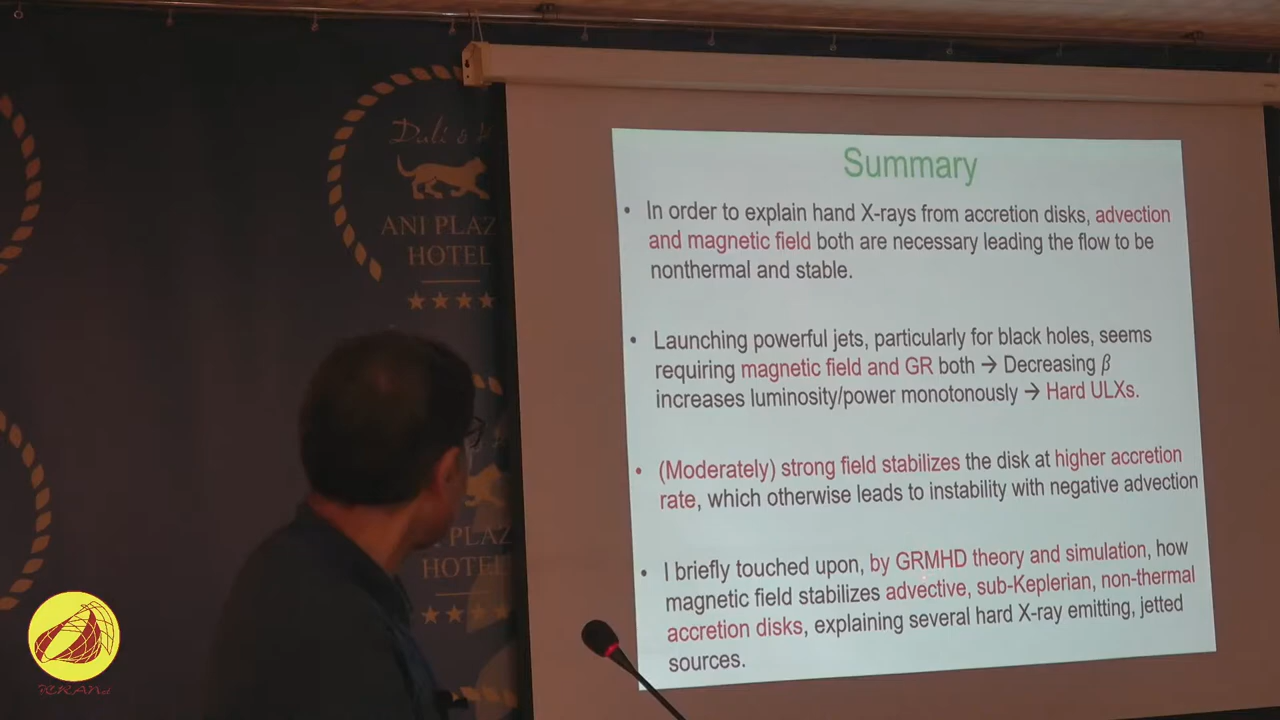 ANI PLAZ
HOTEL
Summary
• In order to explain hand X-rays from accretion disks, advection
and magnetic field both are necessary leading the flow to be
nonthermal and stable.
• Launching powerful jets, particularly for black holes, seems
requiring magnetic field and GR both → Decreasing β
increases luminosity/power monotonously → Hard ULXs.
• (Moderately) strong field stabilizes the disk at higher accretion
rate, which otherwise leads to instability with negative advection
• I briefly touched upon, by GRMHD theory and simulation, how
magnetic field stabilizes advective, sub-Keplerian, non-thermal
accretion disks, explaining several hard X-ray emitting, jetted
sources.
PLAZ
HOTEL
ICRANet